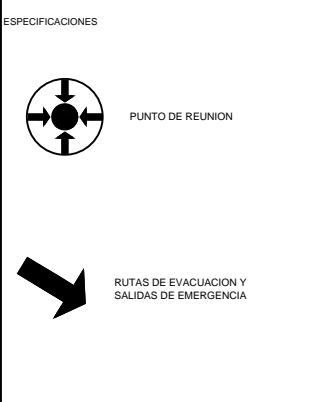 ESPECIFICACIONES
PUNTO DE REUNION
RUTAS DE EVACUACION Y
SALIDAS DE EMERGENCIA